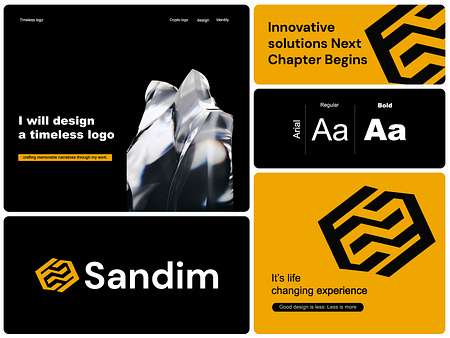 Timeless logo
Crypto logo
design
Identity
I will design
a timeless logo
crafting memorable narratives through my work.
Sandim
Innovative
solutions Next
Chapter Begins
Arial
Regular
Aa
Bold
Aa
It's life
changing experience
Good design is less: Less is more